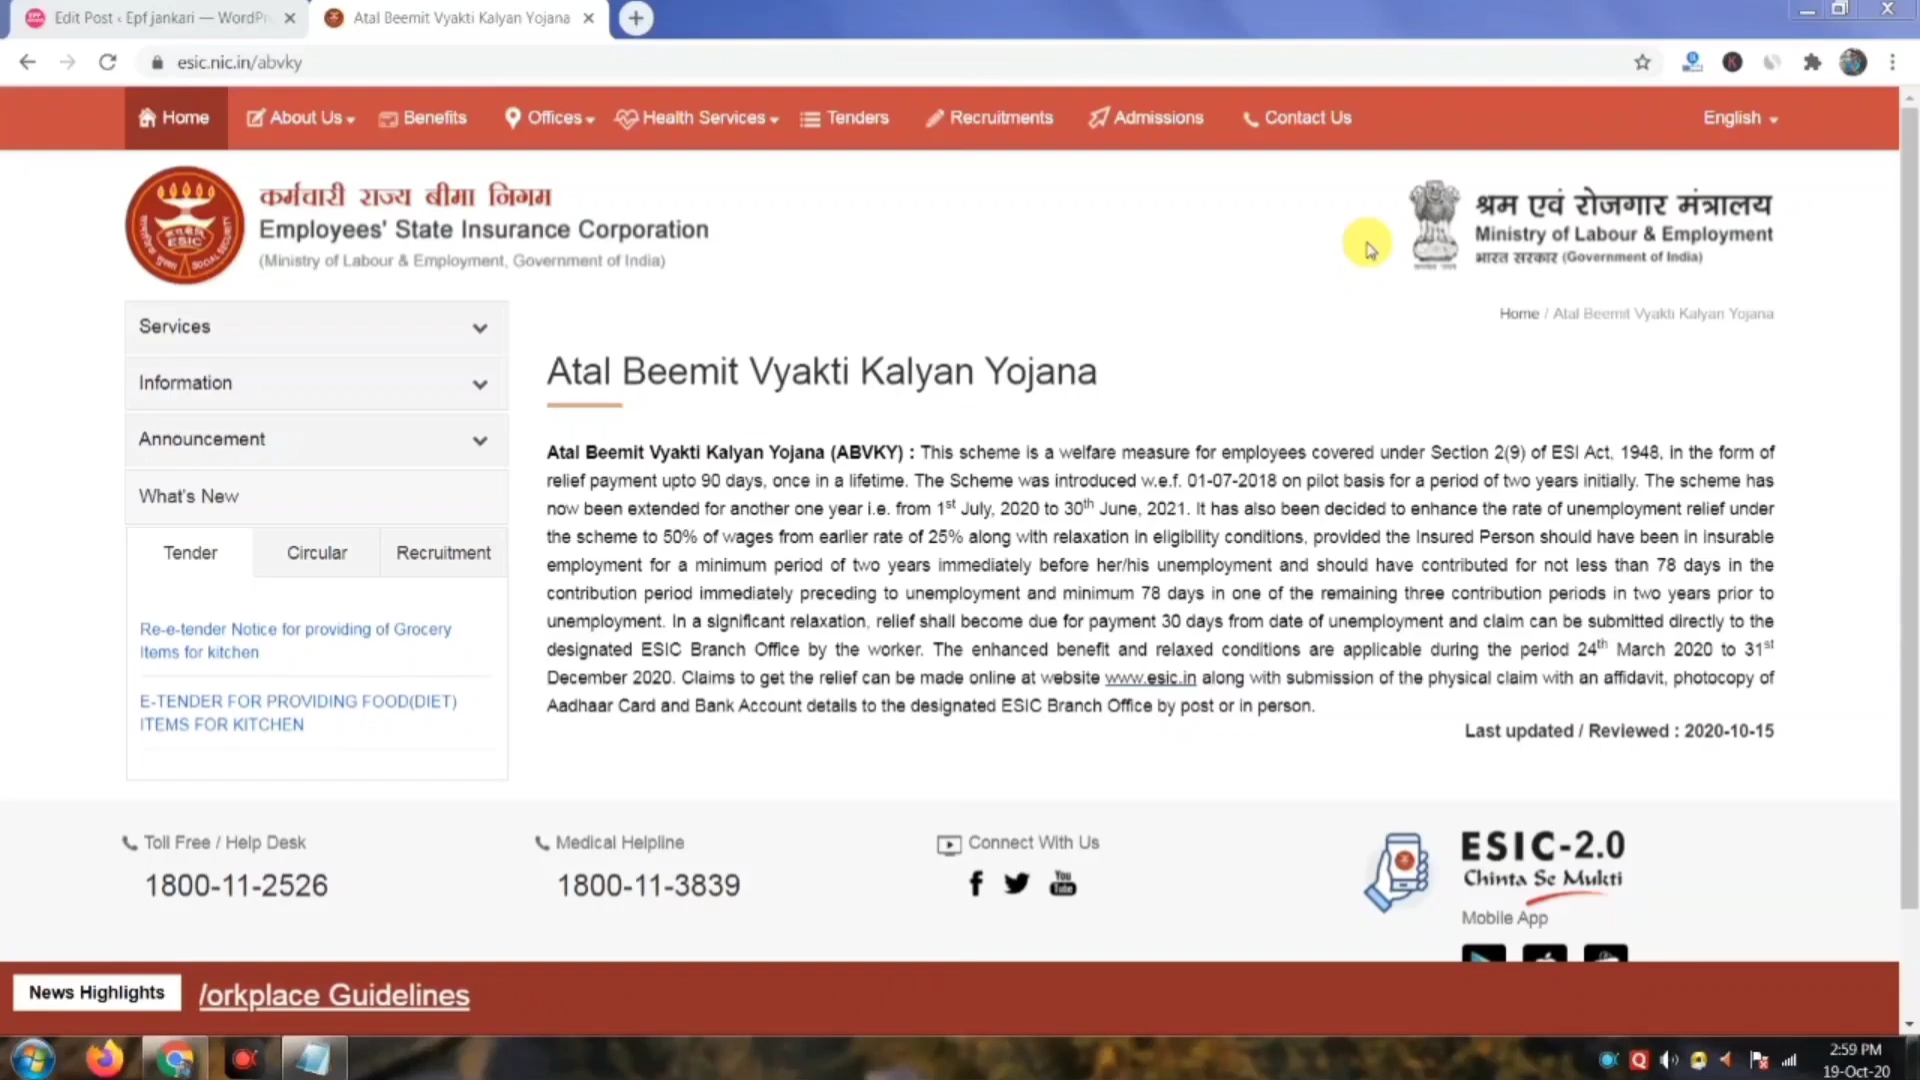 Edit Post ‹ Epf jankari — WordPr
Atal Beemit Vyakti Kalyan Yojana
esic.nic.in/abvky
Home
About Us
Benefits
Offices
Health Services
Tenders
Recruitments
Admissions
Contact Us
English
कर्मचारी राज्य बीमा निगम
Employees' State Insurance Corporation
(Ministry of Labour & Employment, Government of India)
ESIC
श्रम एवं रोजगार मंत्रालय
Ministry of Labour & Employment
भारत सरकार (Government of India)
Home / Atal Beemit Vyakti Kalyan Yojana
Services
Information
Announcement
What's New
Tender
Circular
Recruitment
Re-e-tender Notice for providing of Grocery
Items for kitchen
E-TENDER FOR PROVIDING FOOD(DIET)
ITEMS FOR KITCHEN
Atal Beemit Vyakti Kalyan Yojana
Atal Beemit Vyakti Kalyan Yojana (ABVKY) : This scheme is a welfare measure for employees covered under Section 2(9) of ESI Act, 1948, in the form of
relief payment upto 90 days, once in a lifetime. The Scheme was introduced w.e.f. 01-07-2018 on pilot basis for a period of two years initially. The scheme has
now been extended for another one year i.e. from 1st July, 2020 to 30th June, 2021. It has also been decided to enhance the rate of unemployment relief under
the scheme to 50% of wages from earlier rate of 25% along with relaxation in eligibility conditions, provided the Insured Person should have been in insurable
employment for a minimum period of two years immediately before her/his unemployment and should have contributed for not less than 78 days in the
contribution period immediately preceding to unemployment and minimum 78 days in one of the remaining three contribution periods in two years prior to
unemployment. In a significant relaxation, relief shall become due for payment 30 days from date of unemployment and claim can be submitted directly to the
designated ESIC Branch Office by the worker. The enhanced benefit and relaxed conditions are applicable during the period 24th March 2020 to 31st
December 2020. Claims to get the relief can be made online at website www.esic.in along with submission of the physical claim with an affidavit, photocopy of
Aadhaar Card and Bank Account details to the designated ESIC Branch Office by post or in person.
Last updated / Reviewed : 2020-10-15
Toll Free / Help Desk
1800-11-2526
Medical Helpline
1800-11-3839
Connect With Us
You
Tube
ESIC-2.0
Chinta Se Mukti
Mobile App
News Highlights
/orkplace Guidelines
2:59 PM
19-Oct-20